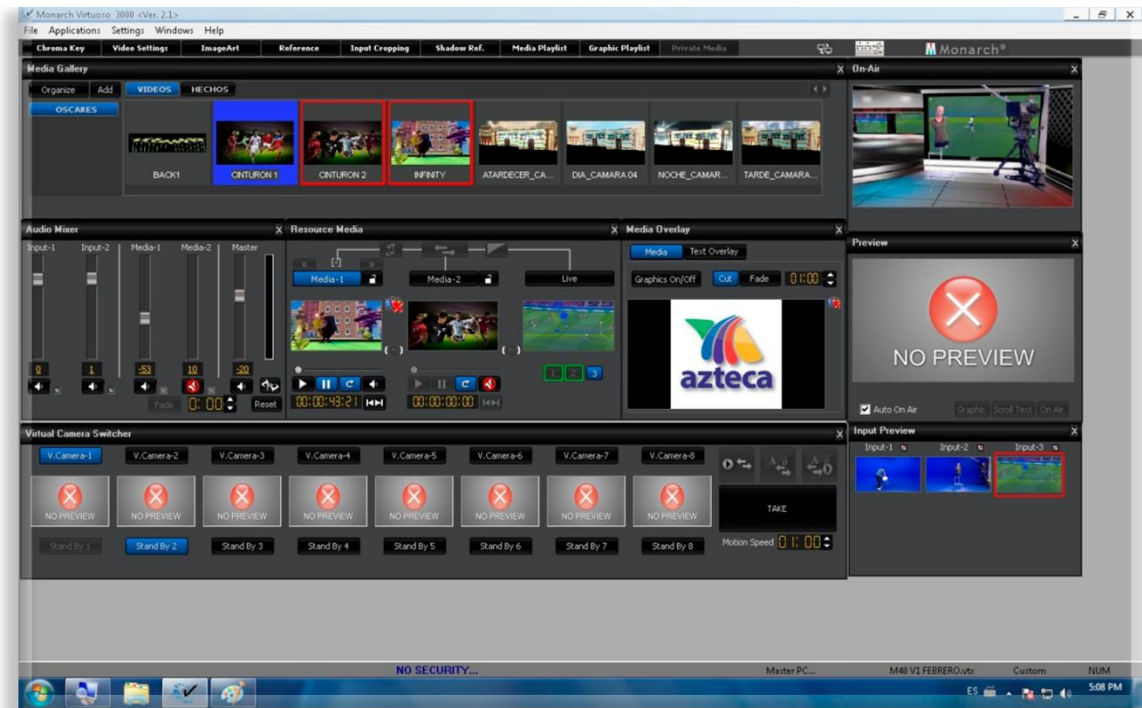 Monarch Virtuoso 3000 <Ver. 2.1>
File Applications Settings Windows Help
Chroma Key Video Settings ImageArt Reference Input Cropping Shadow Ref. Media Playlist Graphic Playlist Private Media Monarch®
Media Gallery X
Organize Add VIDEOS HECHOS
OSCARES
BACK1 CINTURON 1 CINTURON 2 INFINITY ATARDECER_CA... DIA_CAMARA 04 NOCHE_CAMAR... TARDE_CAMARA...
On-Air X
Audio Mixer X
Input-1 Input-2 Media-1 Media-2 Master
0 1 -53 10 -20
Fade 0:00 Reset
Resource Media X
Media-1 Media-2 Live
1 2 3
00:00:43:21 00:00:00:00
Media Overlay X
Media Text Overlay
Graphics On/Off Cut Fade 01:00
azteca
Preview X
NO PREVIEW
Auto On Air Graphic Scroll Text On Air
Virtual Camera Switcher X
V.Camera-1 V.Camera-2 V.Camera-3 V.Camera-4 V.Camera-5 V.Camera-6 V.Camera-7 V.Camera-8
NO PREVIEW NO PREVIEW NO PREVIEW NO PREVIEW NO PREVIEW NO PREVIEW NO PREVIEW NO PREVIEW
TAKE
Stand By 1 Stand By 2 Stand By 3 Stand By 4 Stand By 5 Stand By 6 Stand By 7 Stand By 8
Motion Speed 01:00
Input Preview X
Input-1 Input-2 Input-3
NO SECURITY... Master PC... M40 V1 FEBRERO.vtx Custom NUM
ES 5:08 PM